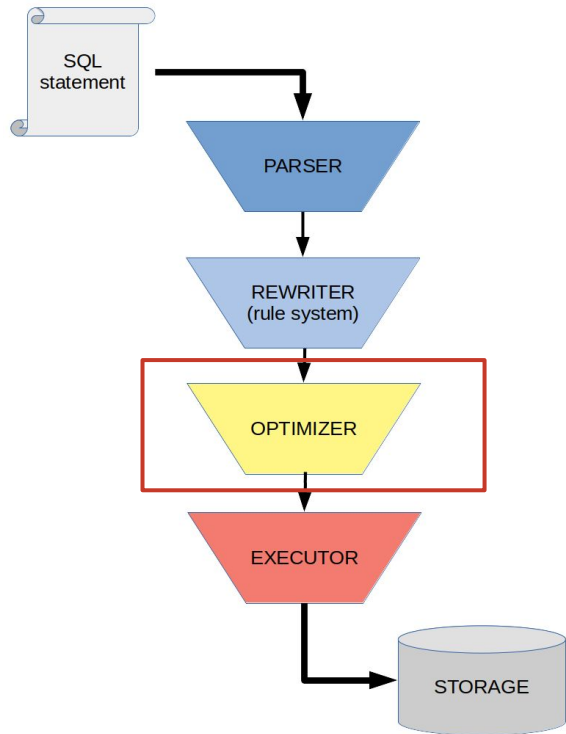 SQL
statement
PARSER
REWRITER
(rule system)
OPTIMIZER
EXECUTOR
STORAGE